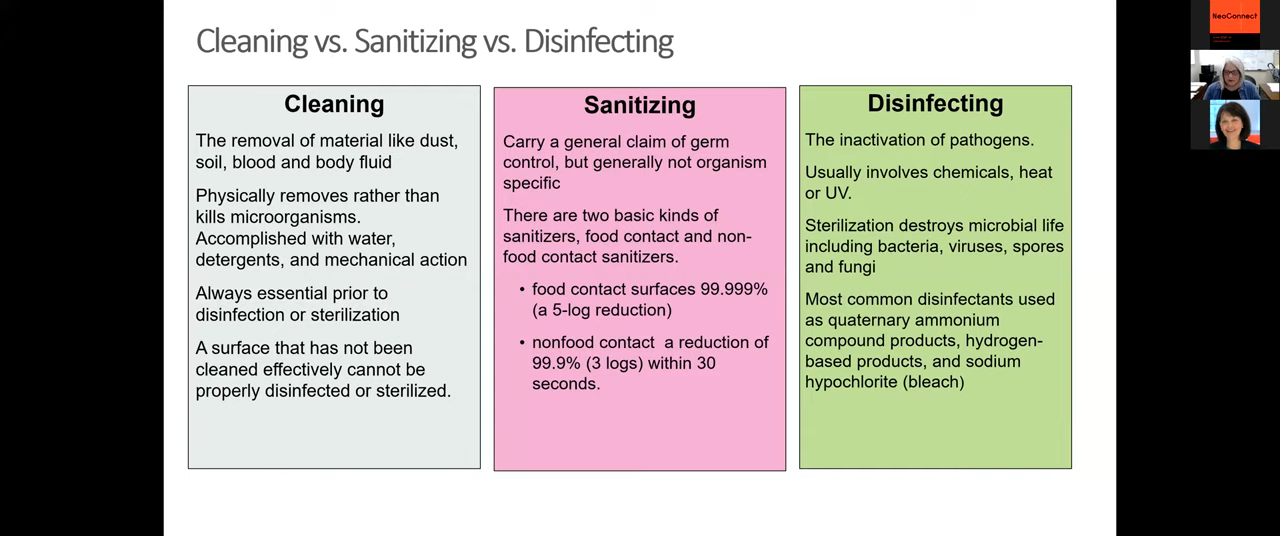 Cleaning vs. Sanitizing vs. Disinfecting
Cleaning
The removal of material like dust,
soil, blood and body fluid
Physically removes rather than
kills microorganisms.
Accomplished with water,
detergents, and mechanical action
Always essential prior to
disinfection or sterilization
A surface that has not been
cleaned effectively cannot be
properly disinfected or sterilized.
Sanitizing
Carry a general claim of germ
control, but generally not organism
specific
There are two basic kinds of
sanitizers, food contact and non-
food contact sanitizers.
• food contact surfaces 99.999%
(a 5-log reduction)
• nonfood contact  a reduction of
99.9% (3 logs) within 30
seconds.
Disinfecting
The inactivation of pathogens.
Usually involves chemicals, heat
or UV.
Sterilization destroys microbial life
including bacteria, viruses, spores
and fungi
Most common disinfectants used
as quaternary ammonium
compound products, hydrogen-
based products, and sodium
hypochlorite (bleach)
NeoConnect